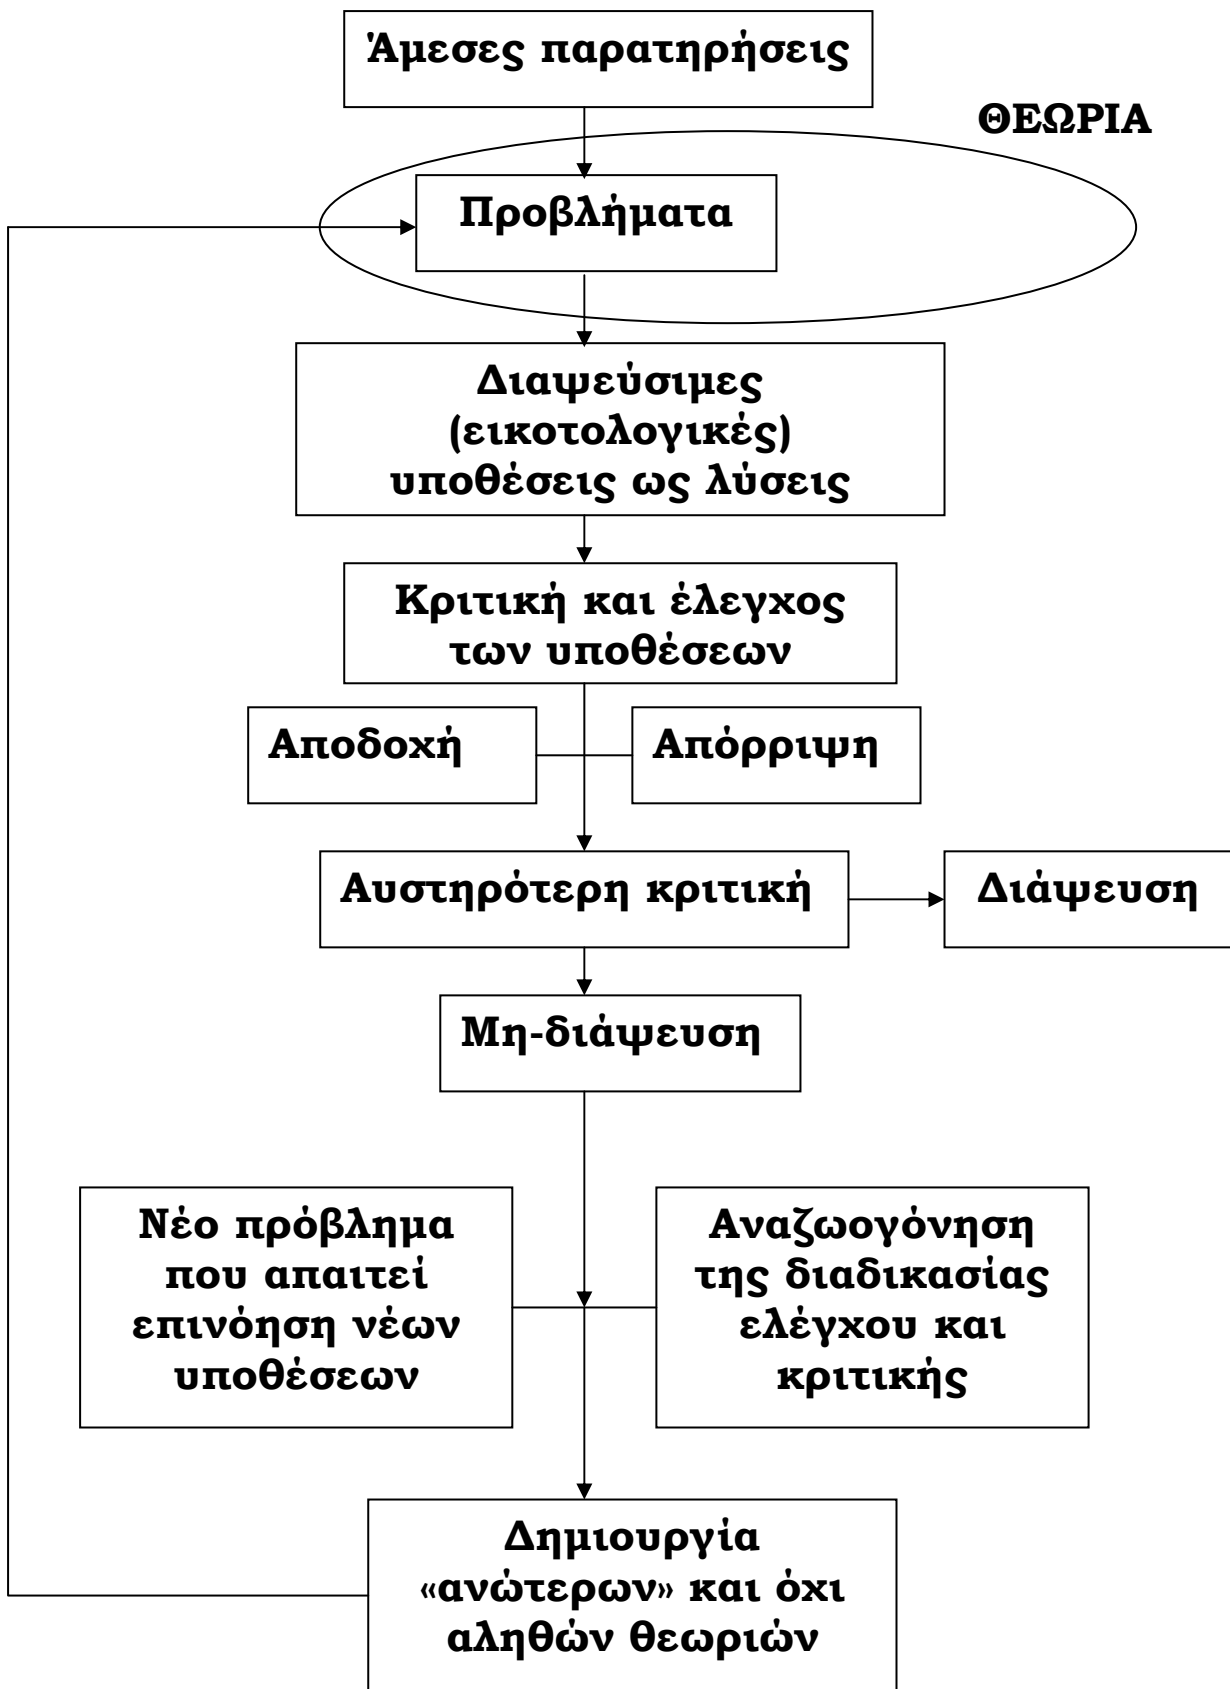 Άμεσες παρατηρήσεις
ΘΕΩΡΙΑ
Προβλήματα
Διαψεύσιμες
(εικοτολογικές)
υποθέσεις ως λύσεις
Κριτική και έλεγχος
των υποθέσεων
Αποδοχή
Απόρριψη
Αυστηρότερη κριτική
Διάψευση
Μη-διάψευση
Νέο πρόβλημα
που απαιτεί
επινόηση νέων
υποθέσεων
Αναζωογόνηση
της διαδικασίας
ελέγχου και
κριτικής
Δημιουργία
«ανώτερων» και όχι
αληθών θεωριών